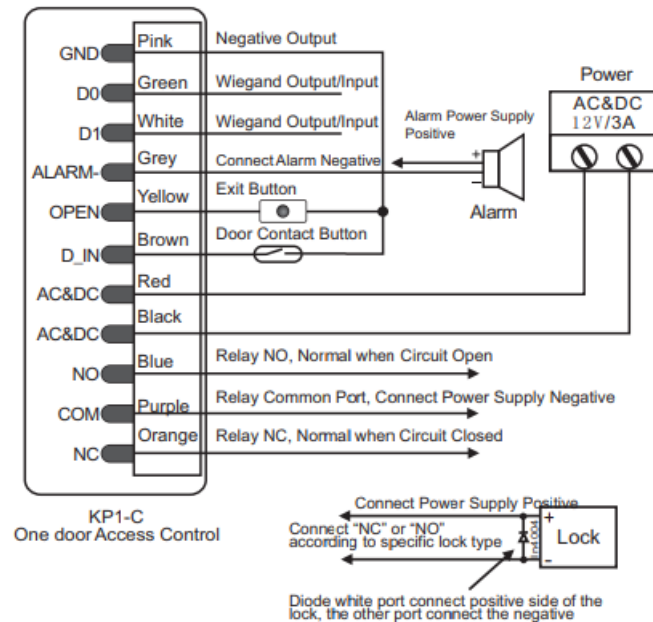 GND Pink Negative Output
D0 Green Wiegand Output/Input
D1 White Wiegand Output/Input
ALARM- Grey Connect Alarm Negative
OPEN Yellow Exit Button
D_IN Brown Door Contact Button
AC&DC Red
AC&DC Black
NO Blue Relay NO, Normal when Circuit Open
COM Purple Relay Common Port, Connect Power Supply Negative
NC Orange Relay NC, Normal when Circuit Closed
KP1-C
One door Access Control
Alarm Power Supply
Positive
+
-
Alarm
Power
AC&DC
12V/3A
Connect Power Supply Positive
Connect “NC” or “NO”
according to specific lock type
1n4004
+
Lock
-
Diode white port connect positive side of the
lock, the other port connect the negative